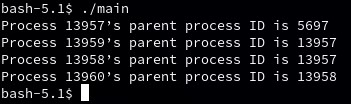 bash-5.1$ ./main
Process 13957’s parent process ID is 5697
Process 13959’s parent process ID is 13957
Process 13958’s parent process ID is 13957
Process 13960’s parent process ID is 13958
bash-5.1$